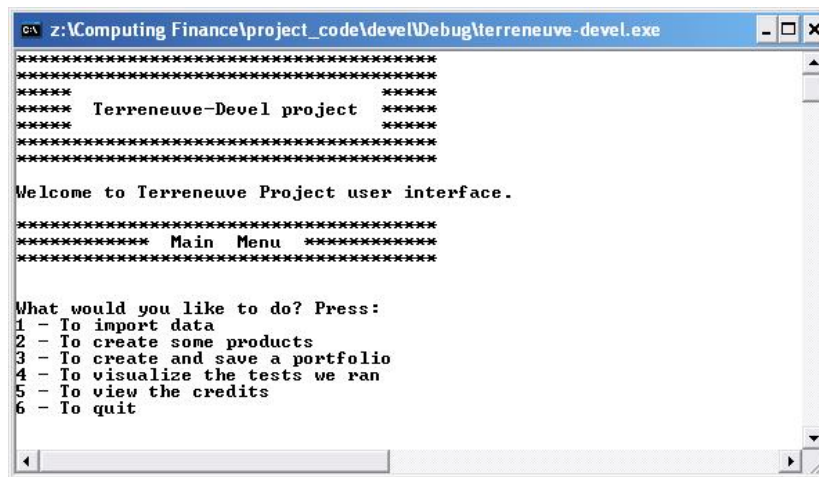 z:\Computing Finance\project_code\devel\Debug\terreneuve-devel.exe
**************************************
**************************************
***** *****
***** Terreneuve-Devel project *****
***** *****
**************************************
**************************************
Welcome to Terreneuve Project user interface.
**************************************
************ Main Menu ************
**************************************
What would you like to do? Press:
1 - To import data
2 - To create some products
3 - To create and save a portfolio
4 - To visualize the tests we ran
5 - To view the credits
6 - To quit